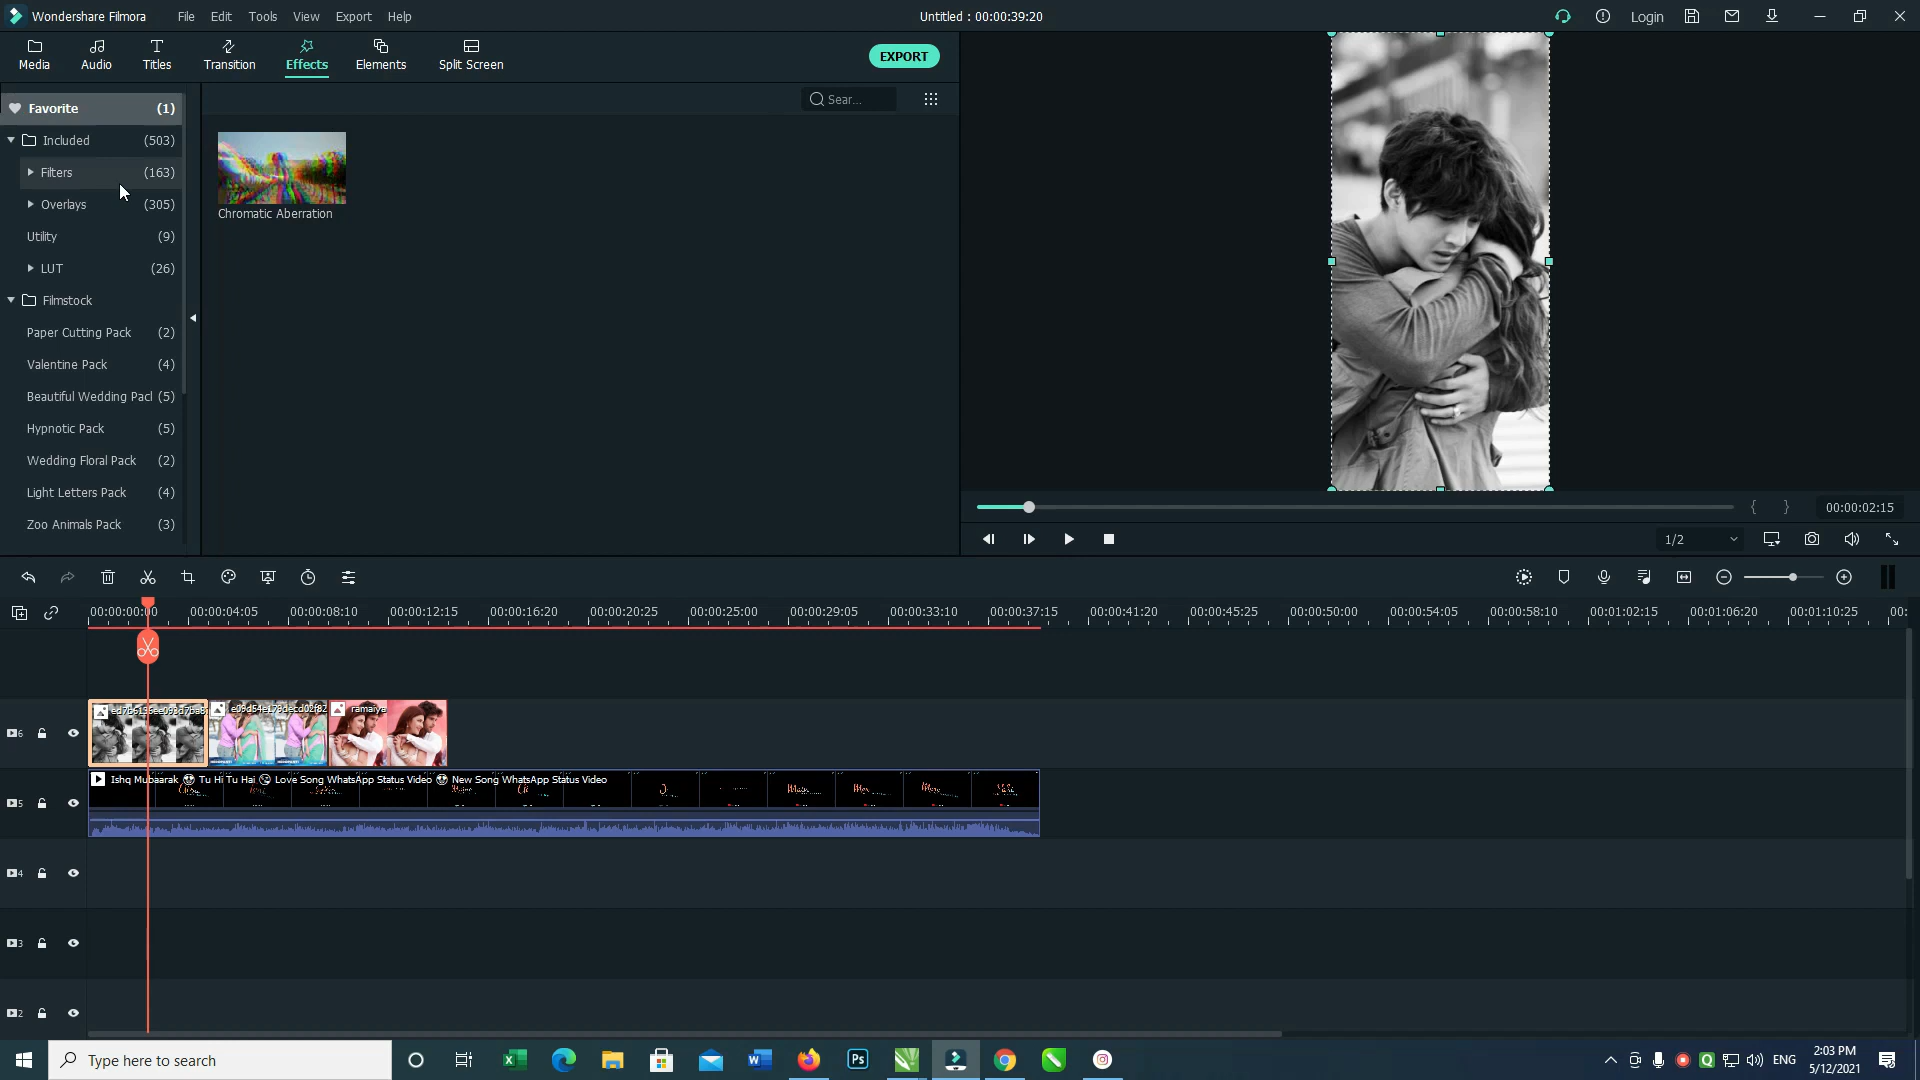 Wondershare Filmora
File Edit Tools View Export Help
Untitled : 00:00:39:20
Login
Media Audio Titles Transition Effects Elements Split Screen
EXPORT
Favorite (1)
Sear...
Included (503)
Filters (163)
Overlays (305)
Utility (9)
LUT (26)
Filmstock
Paper Cutting Pack (2)
Valentine Pack (4)
Beautiful Wedding Pack (5)
Hypnotic Pack (5)
Wedding Floral Pack (2)
Light Letters Pack (4)
Zoo Animals Pack (3)
Chromatic Aberration
00:00:02:15
1/2
00:00:00:00 00:00:04:05 00:00:08:10 00:00:12:15 00:00:16:20 00:00:20:25 00:00:25:00 00:00:29:05 00:00:33:10 00:00:37:15 00:00:41:20 00:00:45:25 00:00:50:00 00:00:54:05 00:00:58:10 00:01:02:15 00:01:06:20 00:01:10:25 00:
e09d54e179decd02f82 ramaiya
6
Ishq Mubaarak 😍 Tu Hi Tu Hai 😘 Love Song WhatsApp Status Video 😍 New Song WhatsApp Status Video
5
4
3
2
Type here to search
ENG
2:03 PM
5/12/2021